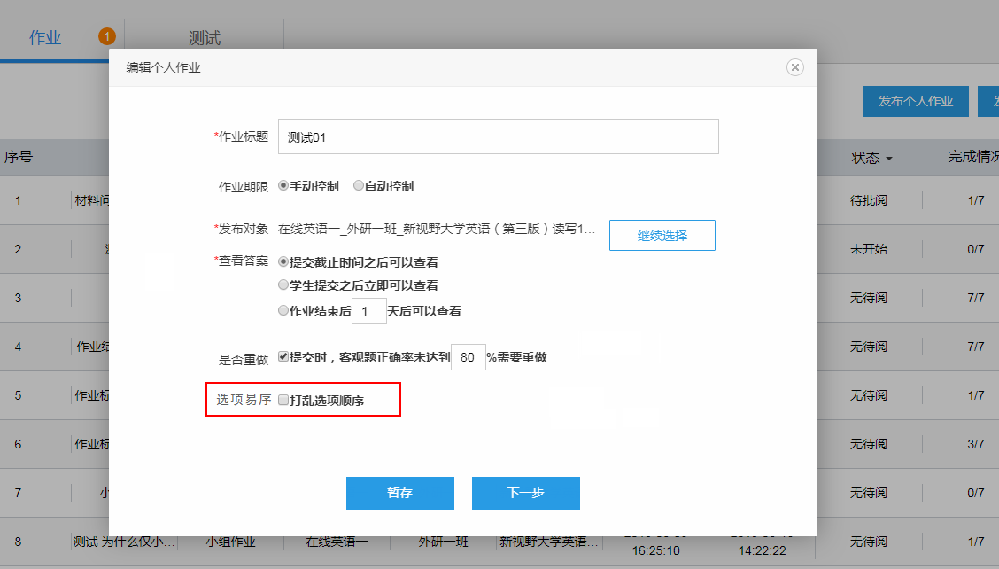 作业 1 测试
编辑个人作业
发布个人作业
*作业标题 测试01
序号 状态 完成情况
作业期限 手动控制 自动控制
1 材料问 待批阅 1/7
*发布对象 在线英语一_外研一班_新视野大学英语（第三版）读写1... 继续选择
2 未开始 0/7
*查看答案 提交截止时间之后可以查看
学生提交之后立即可以查看
3 无待阅 7/7
作业结束后 1 天后可以查看
4 作业结 无待阅 7/7
是否重做 提交时，客观题正确率未达到 80 %需要重做
5 作业标 无待阅 1/7
选项易序 打乱选项顺序
6 作业标 无待阅 3/7
7 小 无待阅 0/7
暂存 下一步
8 测试 为什么仅小... 小组作业 在线英语一 外研一班 新视野大学英语... 无待阅 1/7
16:25:10 14:22:22